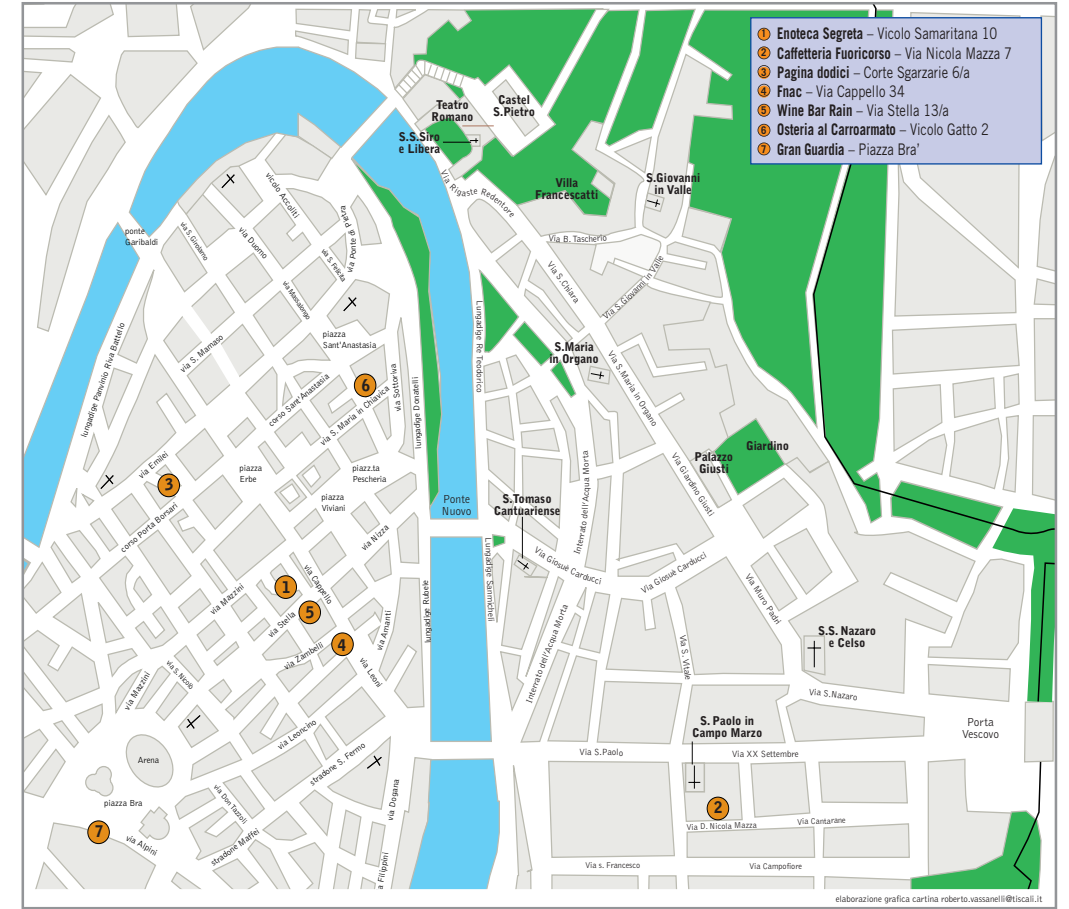 1 Enoteca Segreta – Vicolo Samaritana 10
2 Caffetteria Fuoricorso – Via Nicola Mazza 7
3 Pagina dodici – Corte Sgarzarie 6/a
4 Fnac – Via Cappello 34
5 Wine Bar Rain – Via Stella 13/a
6 Osteria al Carroarmato – Vicolo Gatto 2
7 Gran Guardia – Piazza Bra'
Teatro
Romano
Castel
S.Pietro
S.S.Siro
e Libera
Via Rigaste Redentore
Villa
Francescatti
S.Giovanni
in Valle
vicolo Accoliti
via Ponte di Pietra
ponte
Garibaldi
via S. Girolamo
via Duomo
via S. Felicita
Via B. Tascherio
Via S.Chiara
Via S.Giovanni in Valle
via Massalongo
lungadige Panvinio Riva Battello
via S. Mamaso
piazza
Sant'Anastasia
Lungadige Re Teodorico
S.Maria
in Organo
Via S.Maria in Organo
corso Sant'Anastasia
6
via S. Maria in Chiavica
via Sottoriva
lungadige Donatelli
via Emilei
3
piazza
Erbe
piazz.ta
Pescheria
piazza
Viviani
Ponte
Nuovo
S.Tomaso
Cantuariense
Interrato dell'Acqua Morta
Via Giardino Giusti
Palazzo
Giusti
Giardino
corso Porta Borsari
via Nizza
Via Giosuè Carducci
Via Giosuè Carducci
Lungadige Sanmicheli
lungadige Rubele
via Mazzini
1
via Cappello
5
via Stella
4
via Zambelli
via Amanti
via Leoni
Interrato dell'Acqua Morta
Via Muro Padri
S.S. Nazaro
e Celso
Via S. Vitale
Via S.Nazaro
via Mazzini
via S. Nicolò
via Leoncino
stradone S. Fermo
Arena
S. Paolo in
Campo Marzo
Porta
Vescovo
Via S.Paolo
Via XX Settembre
piazza Bra
7
via Alpini
via Don Tazzoli
stradone Maffei
via Dogana
a Filippini
2
Via D. Nicola Mazza
Via Cantarane
Via s. Francesco
Via Campofiore
elaborazione grafica cartina roberto.vassanelli@tiscali.it